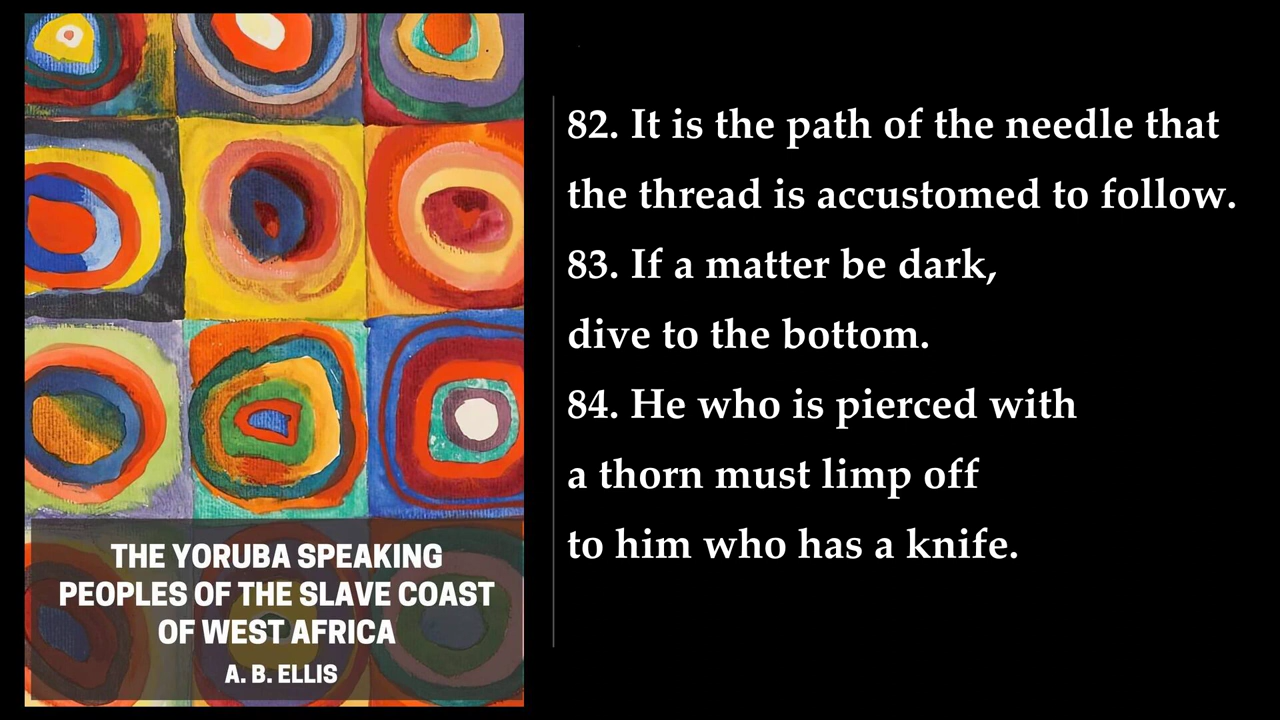 THE YORUBA SPEAKING
PEOPLES OF THE SLAVE COAST
OF WEST AFRICA
A. B. ELLIS
82. It is the path of the needle that
the thread is accustomed to follow.
83. If a matter be dark,
dive to the bottom.
84. He who is pierced with
a thorn must limp off
to him who has a knife.